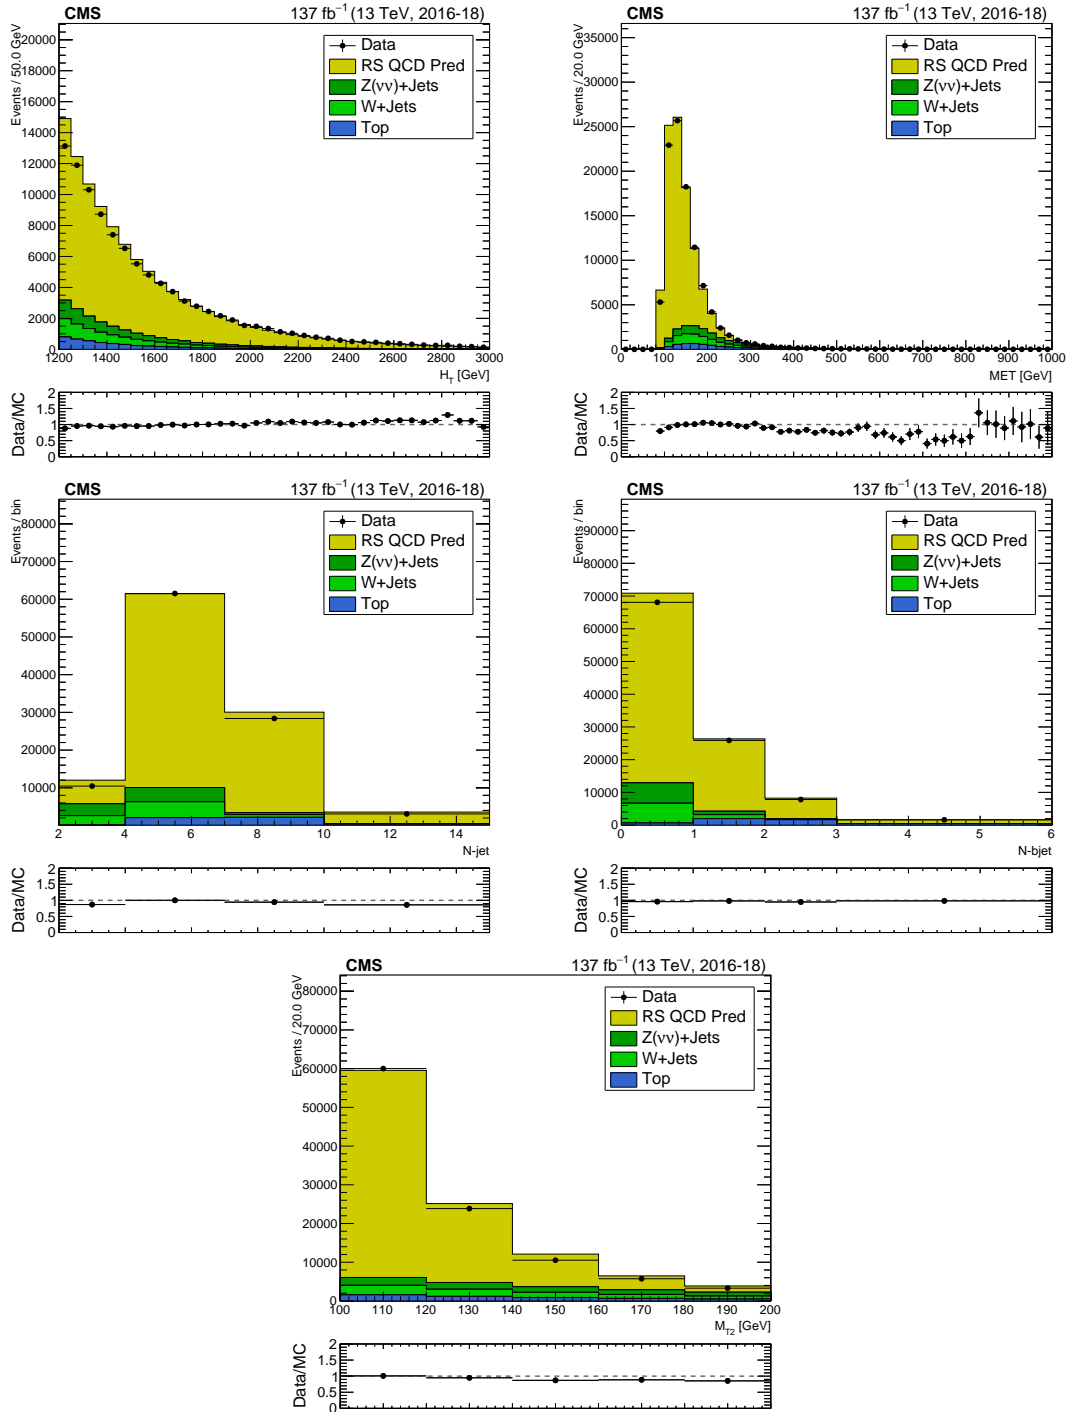 CMS 137 fb⁻¹ (13 TeV, 2016-18)
Events / 50.0 GeV
20000
18000
16000
14000
12000
10000
8000
6000
4000
2000
Data
RS QCD Pred
Z(νν)+Jets
W+Jets
Top
1200 1400 1600 1800 2000 2200 2400 2600 2800 3000
H_T [GeV]
Data/MC
2
1.5
1
0.5
0
CMS 137 fb⁻¹ (13 TeV, 2016-18)
Events / 20.0 GeV
35000
30000
25000
20000
15000
10000
5000
0
Data
RS QCD Pred
Z(νν)+Jets
W+Jets
Top
0 100 200 300 400 500 600 700 800 900 1000
MET [GeV]
Data/MC
2
1.5
1
0.5
0
CMS 137 fb⁻¹ (13 TeV, 2016-18)
Events / bin
80000
70000
60000
50000
40000
30000
20000
10000
Data
RS QCD Pred
Z(νν)+Jets
W+Jets
Top
2 4 6 8 10 12 14
N-jet
Data/MC
2
1.5
1
0.5
0
CMS 137 fb⁻¹ (13 TeV, 2016-18)
Events / bin
90000
80000
70000
60000
50000
40000
30000
20000
10000
0
Data
RS QCD Pred
Z(νν)+Jets
W+Jets
Top
0 1 2 3 4 5 6
N-bjet
Data/MC
2
1.5
1
0.5
0
CMS 137 fb⁻¹ (13 TeV, 2016-18)
Events / 20.0 GeV
80000
70000
60000
50000
40000
30000
20000
10000
0
Data
RS QCD Pred
Z(νν)+Jets
W+Jets
Top
100 110 120 130 140 150 160 170 180 190 200
M_T2 [GeV]
Data/MC
2
1.5
1
0.5
0